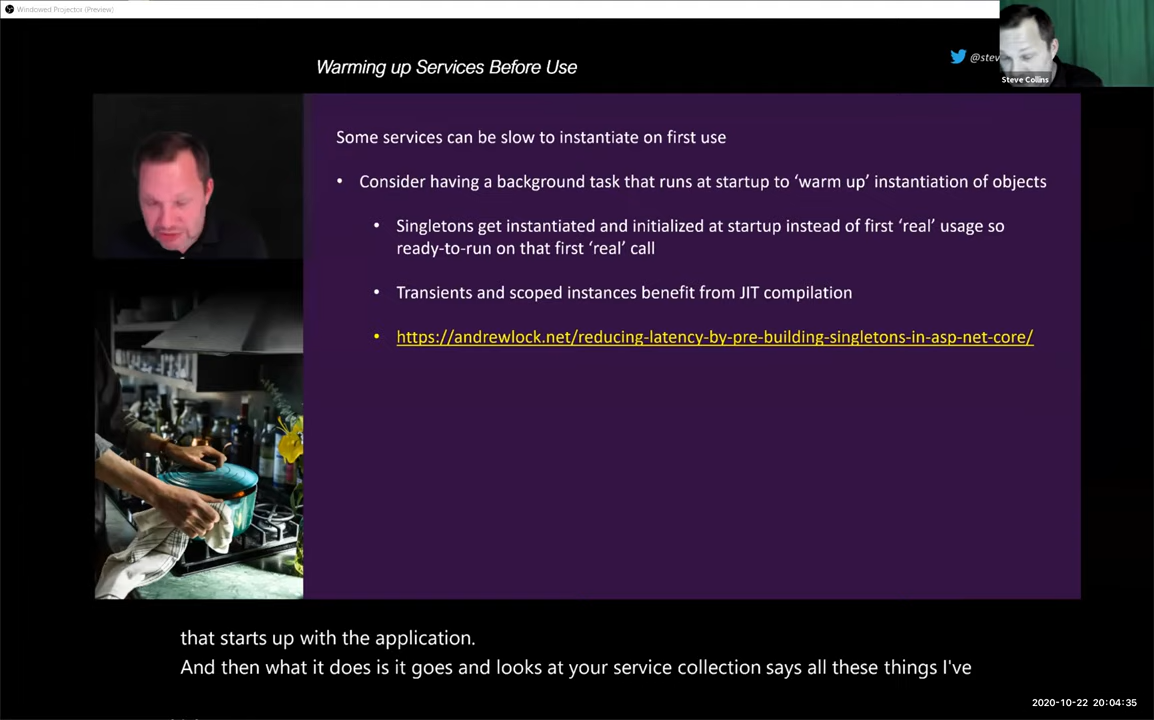 Windowed Projector (Preview)
Warming up Services Before Use
@stev
Steve Collins
Some services can be slow to instantiate on first use
• Consider having a background task that runs at startup to ‘warm up’ instantiation of objects
• Singletons get instantiated and initialized at startup instead of first ‘real’ usage so
ready-to-run on that first ‘real’ call
• Transients and scoped instances benefit from JIT compilation
• https://andrewlock.net/reducing-latency-by-pre-building-singletons-in-asp-net-core/
that starts up with the application.
And then what it does is it goes and looks at your service collection says all these things I've
2020-10-22 20:04:35